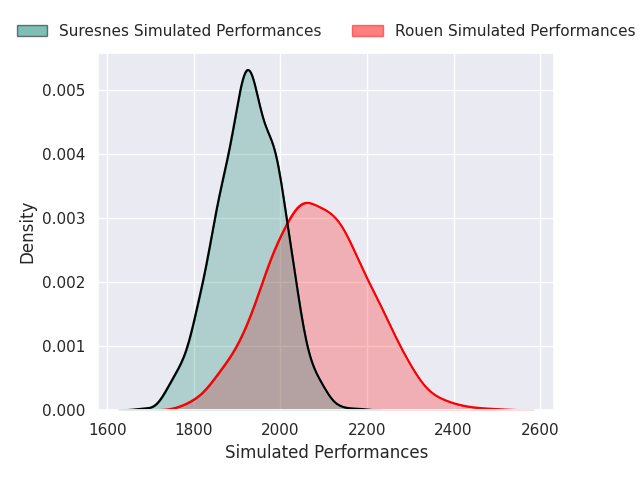 Suresnes Simulated Performances Rouen Simulated Performances
0.005
0.004
0.003
0.002
0.001
0.000
Density
1600 1800 2000 2200 2400 2600
Simulated Performances